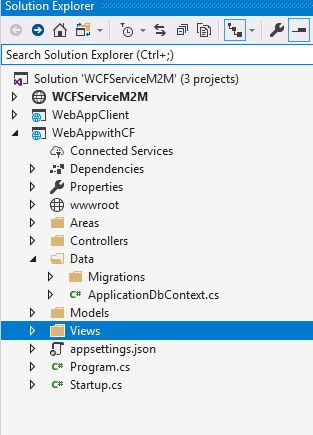 Solution Explorer
Search Solution Explorer (Ctrl+;)
Solution 'WCFServiceM2M' (3 projects)
WCFServiceM2M
WebAppClient
WebAppwithCF
Connected Services
Dependencies
Properties
wwwroot
Areas
Controllers
Data
Migrations
C# ApplicationDbContext.cs
Models
Views
appsettings.json
C# Program.cs
C# Startup.cs